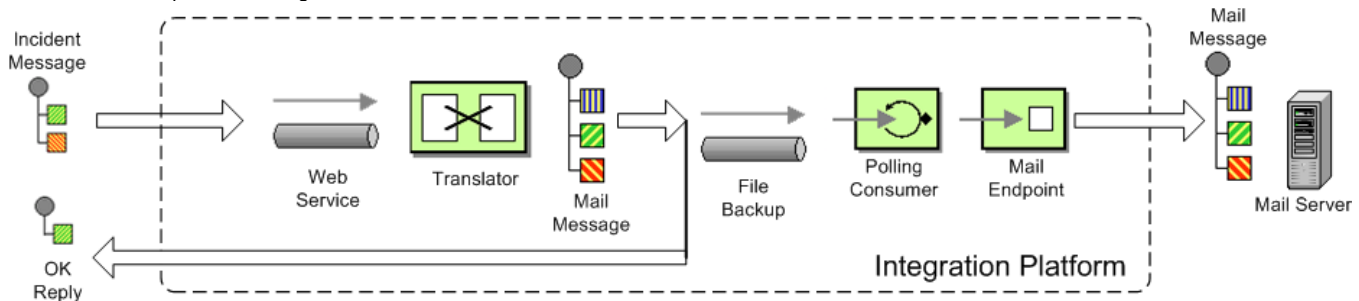 Incident
Message
Web
Service
Translator
Mail
Message
File
Backup
Polling
Consumer
Mail
Endpoint
Mail
Message
Mail Server
OK
Reply
Integration Platform